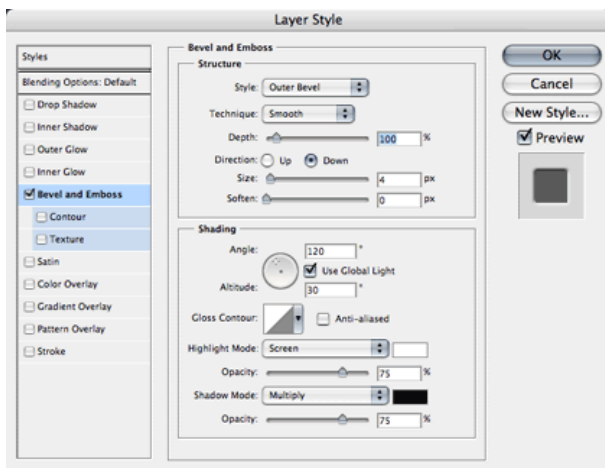 Layer Style
Styles
Blending Options: Default
Drop Shadow
Inner Shadow
Outer Glow
Inner Glow
Bevel and Emboss
Contour
Texture
Satin
Color Overlay
Gradient Overlay
Pattern Overlay
Stroke
Bevel and Emboss
Structure
Style: Outer Bevel
Technique: Smooth
Depth: 100 %
Direction: Up Down
Size: 4 px
Soften: 0 px
Shading
Angle: 120 °
Use Global Light
Altitude: 30 °
Gloss Contour: Anti-aliased
Highlight Mode: Screen
Opacity: 75 %
Shadow Mode: Multiply
Opacity: 75 %
OK
Cancel
New Style...
Preview